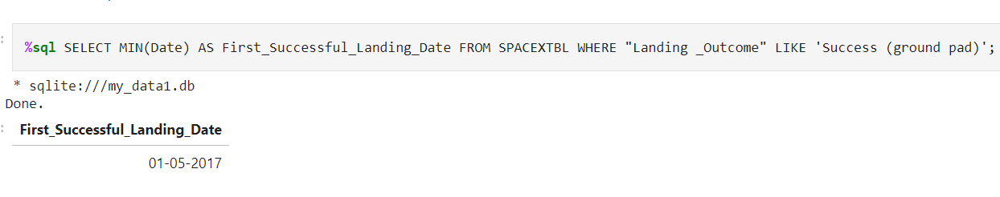 %sql SELECT MIN(Date) AS First_Successful_Landing_Date FROM SPACEXTBL WHERE "Landing _Outcome" LIKE 'Success (ground pad)';
* sqlite:///my_data1.db
Done.
First_Successful_Landing_Date
01-05-2017